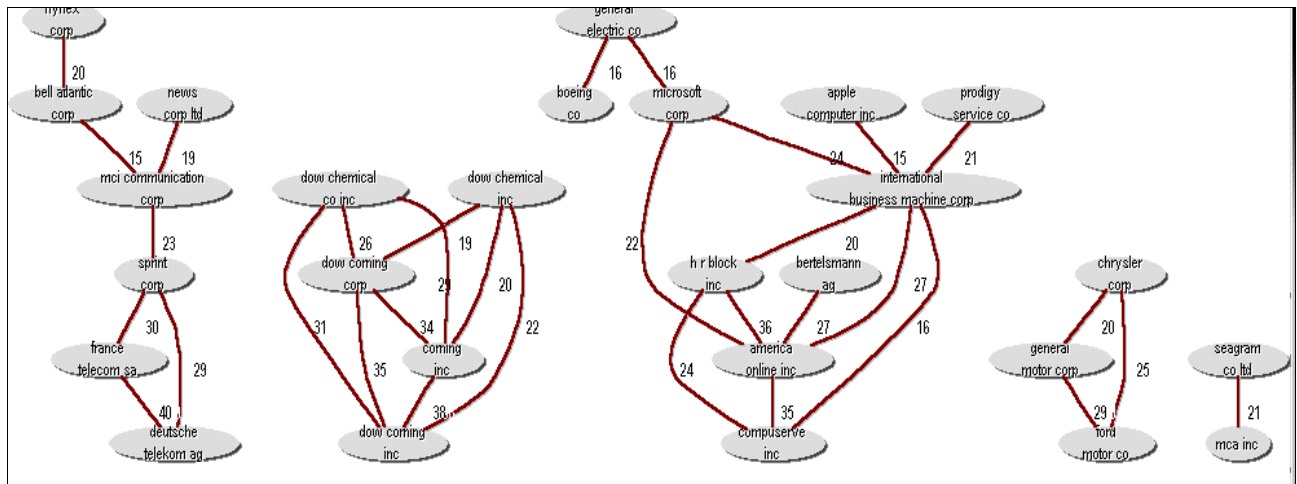 nynex
corp
general
electric co
20
16
16
bell atlantic
corp
news
corp ltd
boeing
co
microsoft
corp
apple
computer inc
prodigy
service co
15
19
24
15
21
mci communication
corp
dow chemical
co inc
dow chemical
inc
international
business machine corp
23
26
19
22
20
sprint
corp
dow corning
corp
29
20
h r block
inc
bertelsmann
ag
27
chrysler
corp
30
31
34
22
36
27
16
20
france
telecom sa
29
35
corning
inc
24
america
online inc
general
motor corp
25
seagram
co ltd
40
38
35
29
21
deutsche
telekom ag
dow corning
inc
compuserve
inc
ford
motor co
mca inc